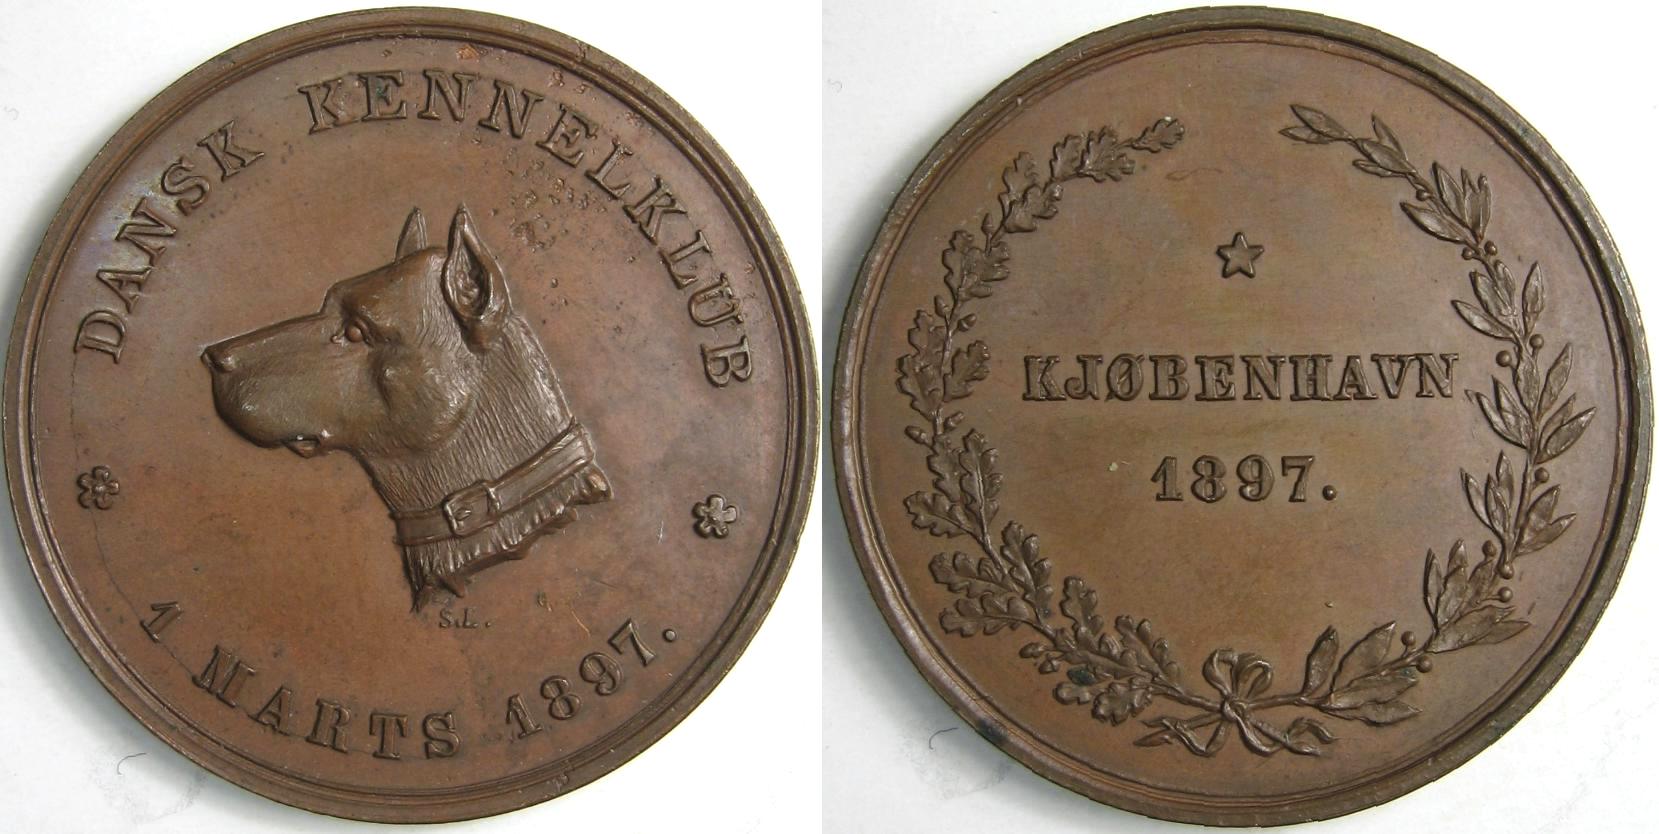 DANSK KENNELKLUB
S.L.
1 MARTS 1897.
KJØBENHAVN
1897.